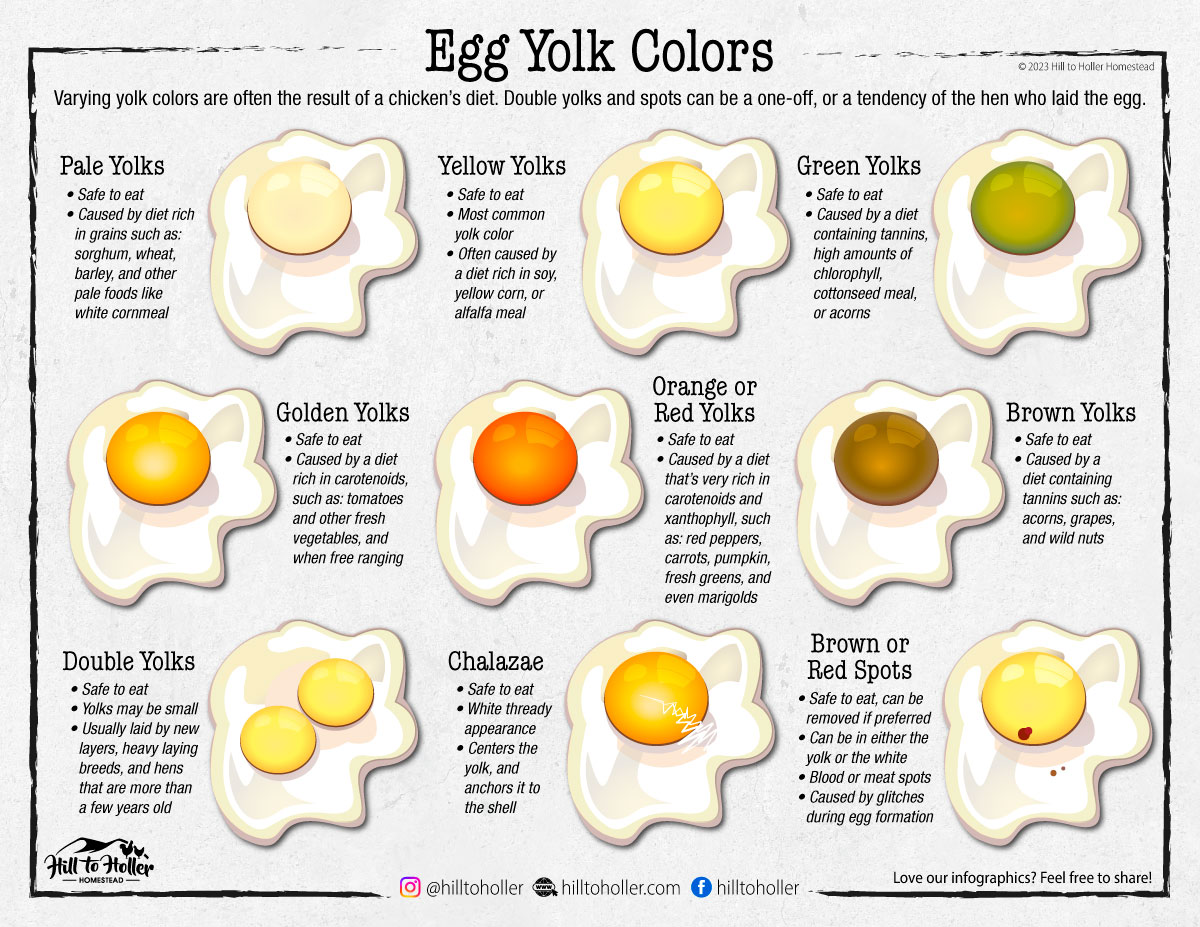 Egg Yolk Colors
© 2023 Hill to Holler Homestead
Varying yolk colors are often the result of a chicken's diet. Double yolks and spots can be a one-off, or a tendency of the hen who laid the egg.
Pale Yolks
• Safe to eat
• Caused by diet rich
in grains such as:
sorghum, wheat,
barley, and other
pale foods like
white cornmeal
Yellow Yolks
• Safe to eat
• Most common
yolk color
• Often caused by
a diet rich in soy,
yellow corn, or
alfalfa meal
Green Yolks
• Safe to eat
• Caused by a diet
containing tannins,
high amounts of
chlorophyll,
cottonseed meal,
or acorns
Golden Yolks
• Safe to eat
• Caused by a diet
rich in carotenoids,
such as: tomatoes
and other fresh
vegetables, and
when free ranging
Orange or
Red Yolks
• Safe to eat
• Caused by a diet
that's very rich in
carotenoids and
xanthophyll, such
as: red peppers,
carrots, pumpkin,
fresh greens, and
even marigolds
Brown Yolks
• Safe to eat
• Caused by a
diet containing
tannins such as:
acorns, grapes,
and wild nuts
Double Yolks
• Safe to eat
• Yolks may be small
• Usually laid by new
layers, heavy laying
breeds, and hens
that are more than
a few years old
Chalazae
• Safe to eat
• White thready
appearance
• Centers the
yolk, and
anchors it to
the shell
Brown or
Red Spots
• Safe to eat, can be
removed if preferred
• Can be in either the
yolk or the white
• Blood or meat spots
• Caused by glitches
during egg formation
Hill to Holler
HOMESTEAD
@hilltoholler
WWW
hilltoholler.com
hilltoholler
Love our infographics? Feel free to share!